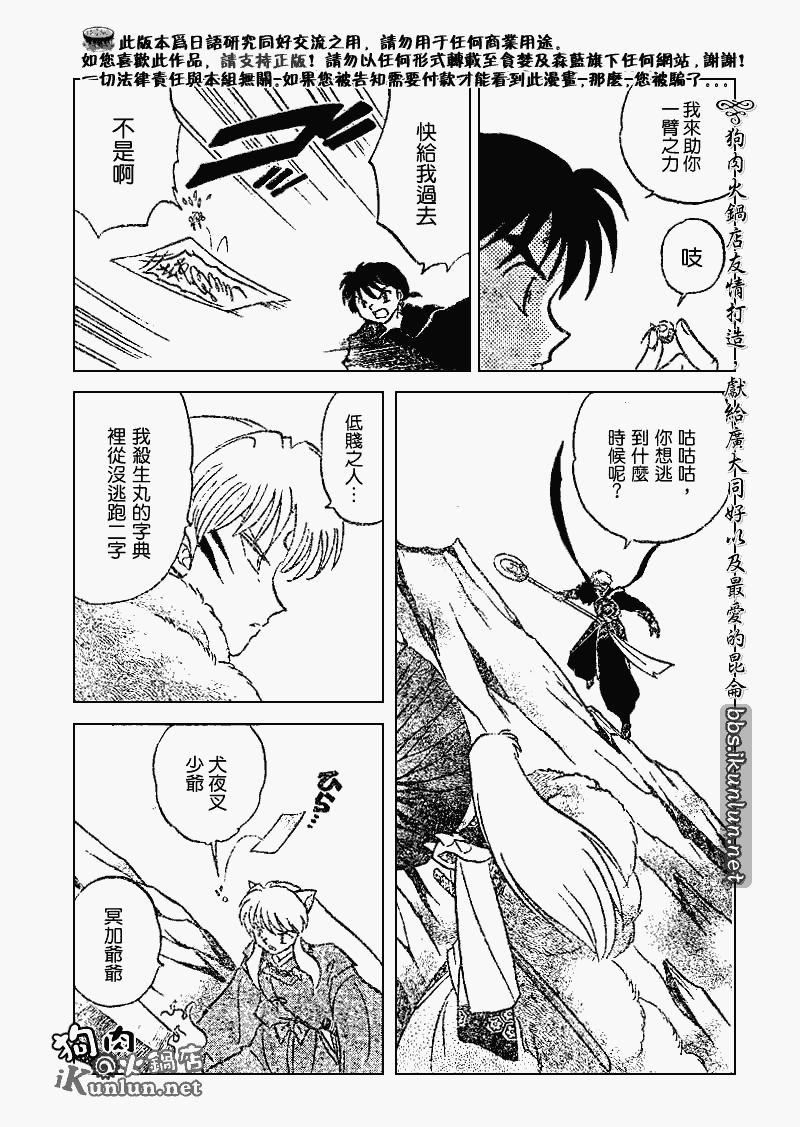 此版本爲日語研究同好交流之用, 請勿用于任何商業用途。
如您喜歡此作品, 請支持正版! 請勿以任何形式轉載至貪婪及森藍旗下任何網站, 謝謝!
一切法律責任與本組無關-如果您被告知需要付款才能看到此漫畫-那麼-您被騙了...
我來助你
一臂之力
吱
快給我過去
不是啊
咕咕咕,
你想逃
到什麼
時候呢?
低賤之人…
我殺生丸的字典
裡從沒逃跑二字
犬夜叉
少爺
ひら…
冥加爺爺
狗肉火鍋店友情打造，獻給廣大同好以及最愛的昆侖
bbs.ikunlun.net
狗肉火鍋店
iKunlun.net